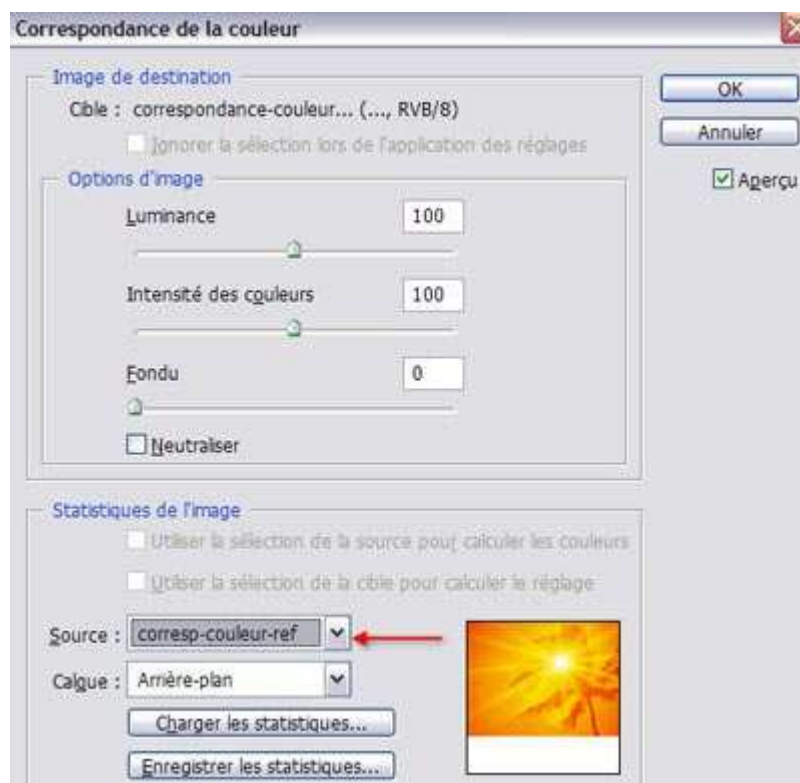 Correspondance de la couleur
Image de destination
Cible : correspondance-couleur... (..., RVB/8)
Ignorer la sélection lors de l'application des réglages
OK
Annuler
Aperçu
Options d'image
Luminance 100
Intensité des couleurs 100
Fondu 0
Neutraliser
Statistiques de l'image
Utiliser la sélection de la source pour calculer les couleurs
Utiliser la sélection de la cible pour calculer le réglage
Source : corresp-couleur-ref
Calque : Arrière-plan
Charger les statistiques...
Enregistrer les statistiques...